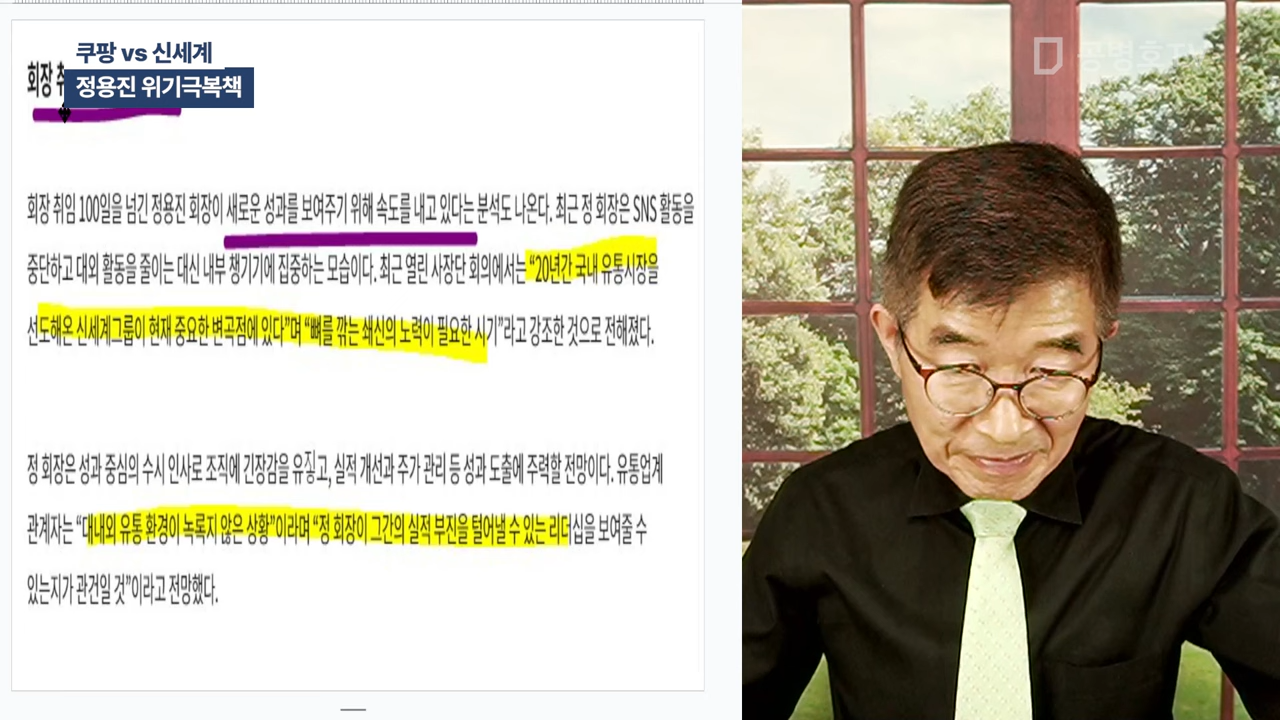 쿠팡 vs 신세계
정용진 위기극복책
회장 취
회장 취임 100일을 넘긴 정용진 회장이 새로운 성과를 보여주기 위해 속도를 내고 있다는 분석도 나온다. 최근 정 회장은 SNS 활동을
중단하고 대외 활동을 줄이는 대신 내부 챙기기에 집중하는 모습이다. 최근 열린 사장단 회의에서는 “20년간 국내 유통시장을
선도해온 신세계그룹이 현재 중요한 변곡점에 있다”며 “뼈를 깎는 쇄신의 노력이 필요한 시기”라고 강조한 것으로 전해졌다.
정 회장은 성과 중심의 수시 인사로 조직에 긴장감을 고, 실적 개선과 주가 관리 등 성과 도출에 주력할 전망이다. 유통업계
관계자는 “대내외 유통 환경이 녹록지 않은 상황”이라며 “정 회장이 그간의 실적 부진을 털어낼 수 있는 리더십을 보여줄 수
있는지가 관건일 것”이라고 전망했다.